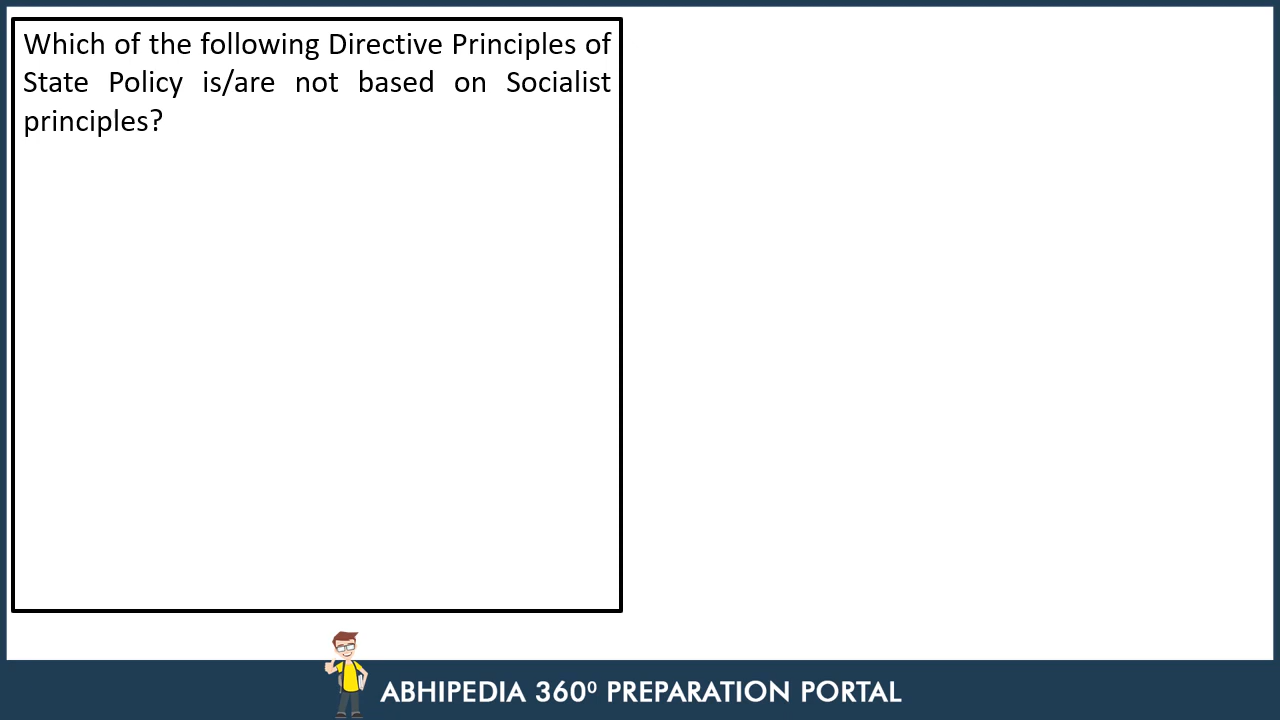 Which of the following Directive Principles of
State Policy is/are not based on Socialist
principles?
ABHIPEDIA 360⁰ PREPARATION PORTAL